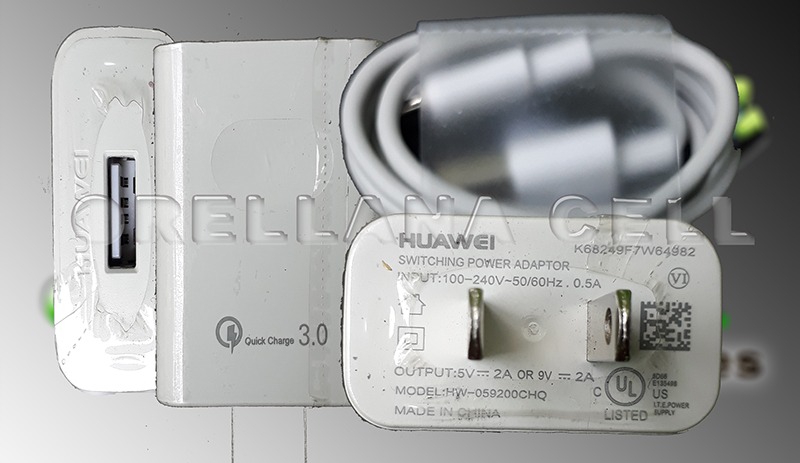 HUAWEI
ORELLANA CELL
Quick Charge 3.0
HUAWEI
K68249F7W64982
SWITCHING POWER ADAPTOR
INPUT:100-240V~50/60Hz . 0.5A
VI
OUTPUT:5V⎓2A OR 9V⎓2A
MODEL:HW-059200CHQ
MADE IN CHINA
C UL US
LISTED
I.T.E.POWER
SUPPLY